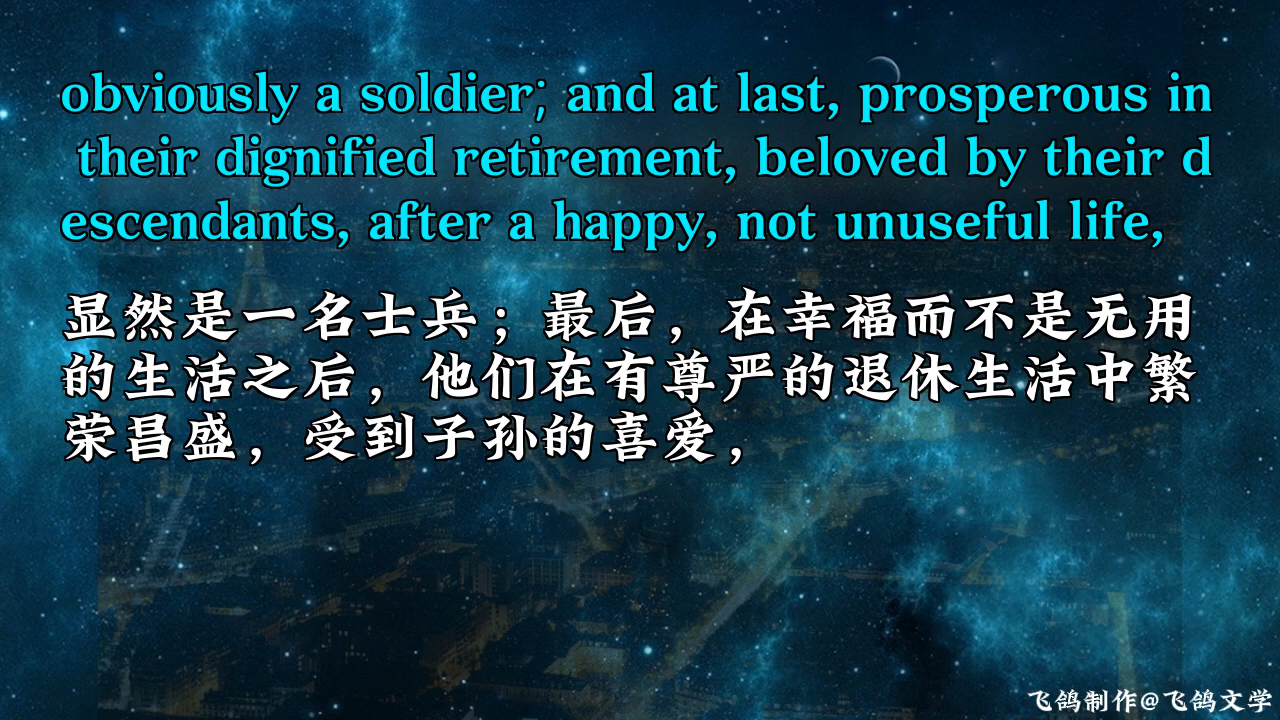 obviously a soldier; and at last, prosperous in
their dignified retirement, beloved by their d
escendants, after a happy, not unuseful life,
显然是一名士兵；最后，在幸福而不是无用
的生活之后，他们在有尊严的退休生活中繁
荣昌盛，受到子孙的喜爱，
飞鸽制作@飞鸽文学